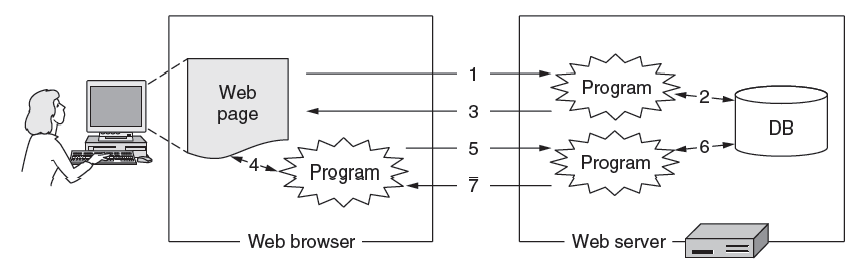 Web
page
Program
Web browser
1
3
5
7
4
Program
Program
2
6
DB
Web server